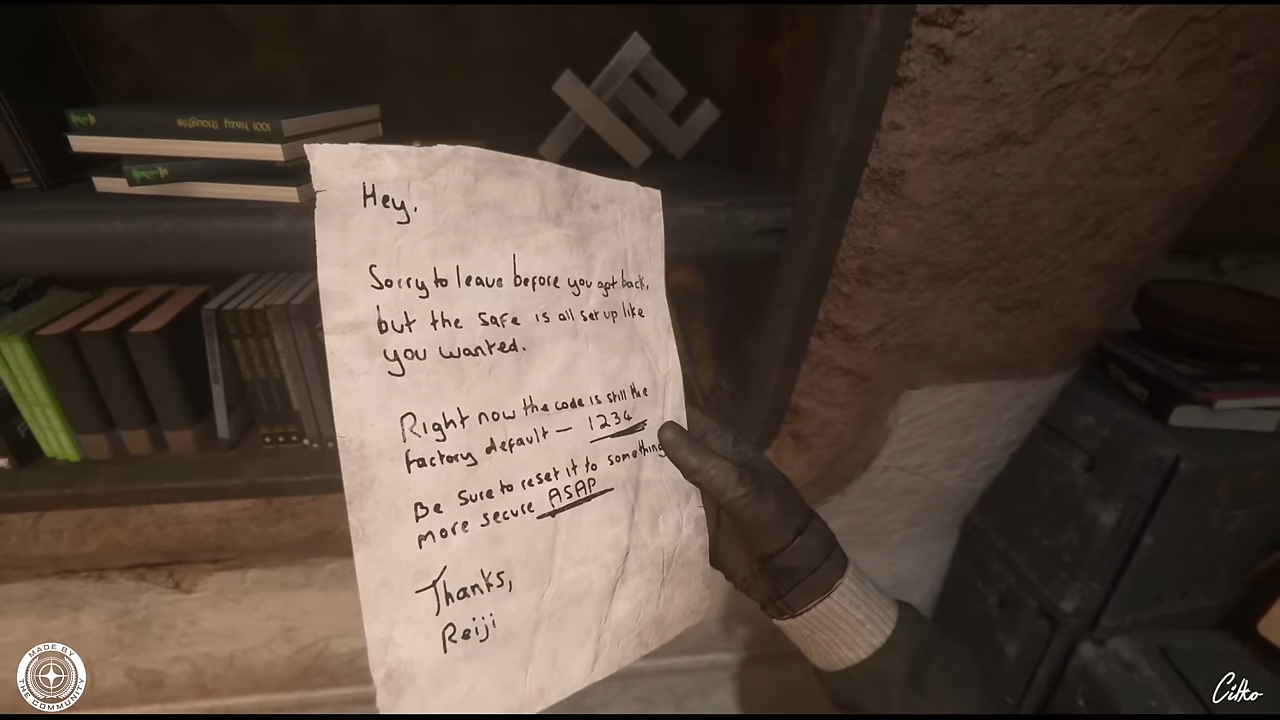 1001 hazy thoughts
Hey,
Sorry to leave before you got back,
but the safe is all set up like
you wanted.
Right now the code is still the
factory default — 1234
Be sure to reset it to something
more secure ASAP
Thanks,
Reiji
MADE BY
THE COMMUNITY
Citko